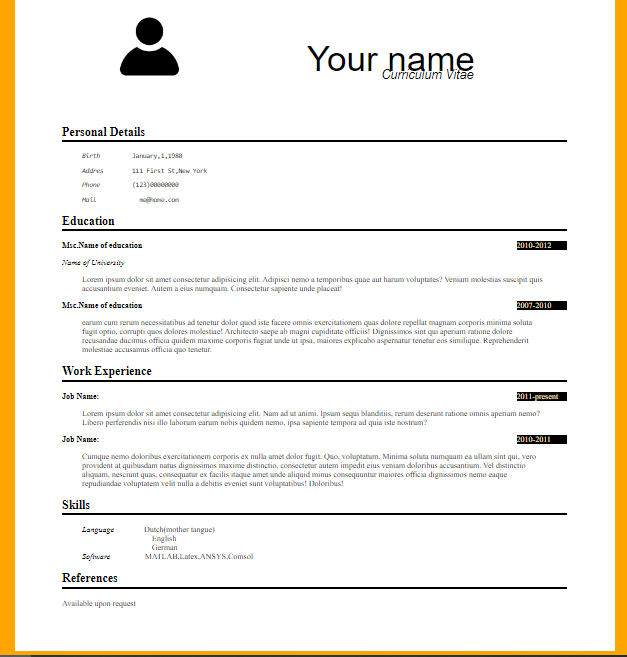 Your name
Curriculum Vitae
Personal Details
Birth January,1,1980
Addres 111 First St,New York
Phone (123)00000000
Mail me@home.com
Education
Msc.Name of education 2010-2012
Name of University
Lorem ipsum dolor sit amet consectetur adipisicing elit. Adipisci nemo a temporibus quae aut harum voluptates? Veniam molestias suscipit quis
accusantium eveniet. Autem a eius numquam. Consectetur sapiente unde placeat!
Msc.Name of education 2007-2010
earum cum rerum necessitatibus ad tenetur dolor quod iste facere omnis exercitationem quas dolore repellat magnam corporis minima soluta
fugit optio, corrupti quos dolores molestiae! Architecto saepe ab magni cupiditate officiis! Dignissimos sint qui aperiam ratione dolore
recusandae ducimus officia quidem maxime corporis fugiat unde ut ipsa, maiores explicabo aspernatur tenetur eos similique. Reprehenderit
molestiae accusamus officia quo tenetur.
Work Experience
Job Name: 2011-present
Lorem ipsum dolor sit amet consectetur adipisicing elit. Nam ad ut animi. Ipsum sequi blanditiis, rerum deserunt ratione omnis aperiam nemo?
Libero perferendis nisi illo laborum earum nobis quidem nemo, ipsa sapiente tempora ad quia iste nostrum?
Job Name: 2010-2011
Cumque nemo doloribus exercitationem corporis ex nulla amet dolor fugit. Quo, voluptatum. Minima soluta numquam ea ullam sint qui, vero
provident at quibusdam natus dignissimos maxime distinctio, consectetur autem impedit eius veniam doloribus accusantium. Vel distinctio
aliquam, nesciunt quas, consequatur ex facilis itaque amet unde aliquid minus consequuntur maiores officia dignissimos nemo eaque
repudiandae voluptatem velit nulla a debitis eveniet sunt voluptatibus! Doloribus!
Skills
Language Dutch(mother tangue)
English
German
Software MATLAB,Latex,ANSYS,Comsol
References
Available upon request